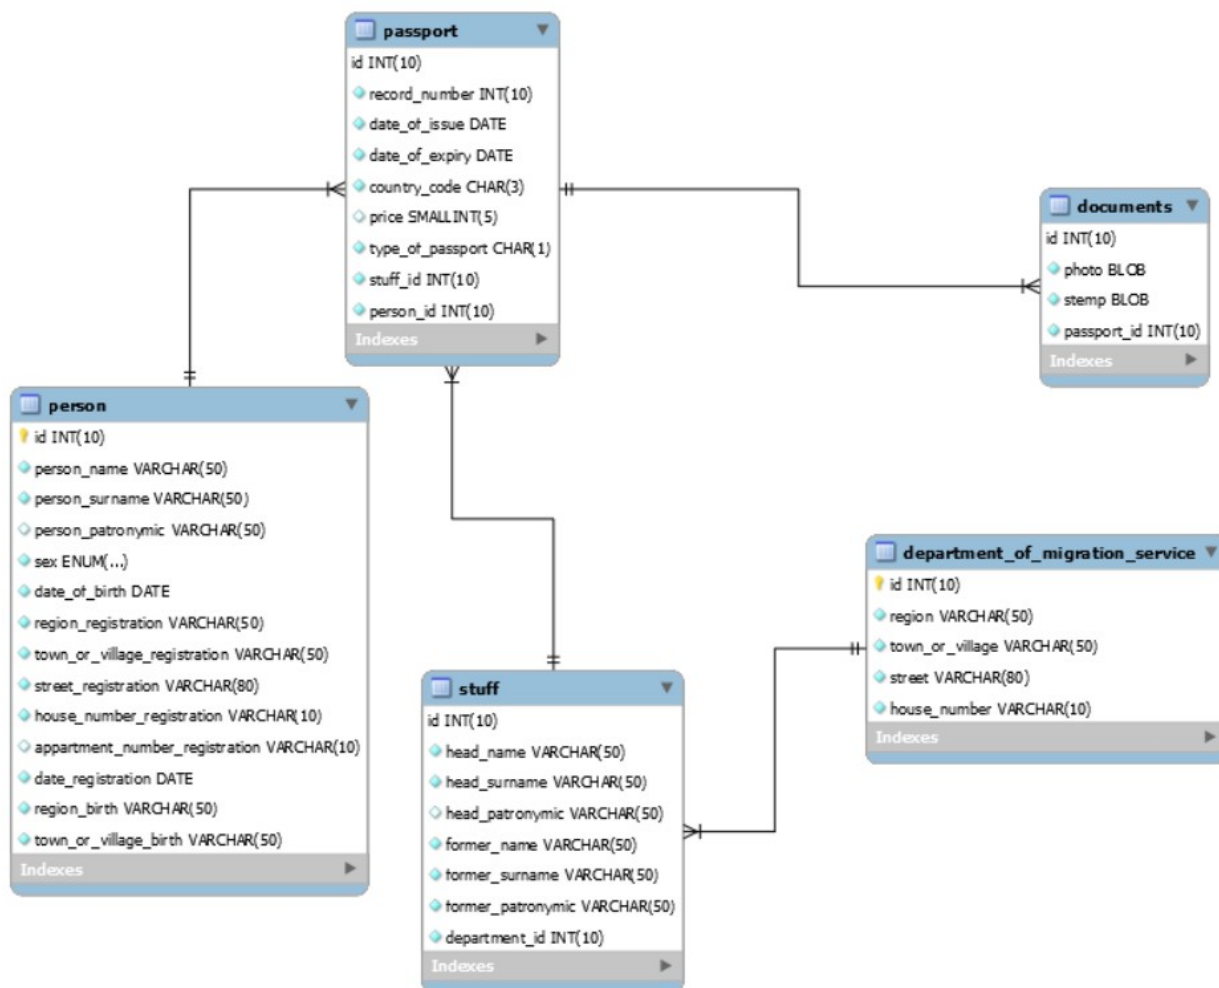 passport
id INT(10)
record_number INT(10)
date_of_issue DATE
date_of_expiry DATE
country_code CHAR(3)
price SMALLINT(5)
type_of_passport CHAR(1)
stuff_id INT(10)
person_id INT(10)
Indexes
documents
id INT(10)
photo BLOB
stemp BLOB
passport_id INT(10)
Indexes
person
id INT(10)
person_name VARCHAR(50)
person_surname VARCHAR(50)
person_patronymic VARCHAR(50)
sex ENUM(...)
date_of_birth DATE
region_registration VARCHAR(50)
town_or_village_registration VARCHAR(50)
street_registration VARCHAR(80)
house_number_registration VARCHAR(10)
appartment_number_registration VARCHAR(10)
date_registration DATE
region_birth VARCHAR(50)
town_or_village_birth VARCHAR(50)
Indexes
department_of_migration_service
id INT(10)
region VARCHAR(50)
town_or_village VARCHAR(50)
street VARCHAR(80)
house_number VARCHAR(10)
Indexes
stuff
id INT(10)
head_name VARCHAR(50)
head_surname VARCHAR(50)
head_patronymic VARCHAR(50)
former_name VARCHAR(50)
former_surname VARCHAR(50)
former_patronymic VARCHAR(50)
department_id INT(10)
Indexes